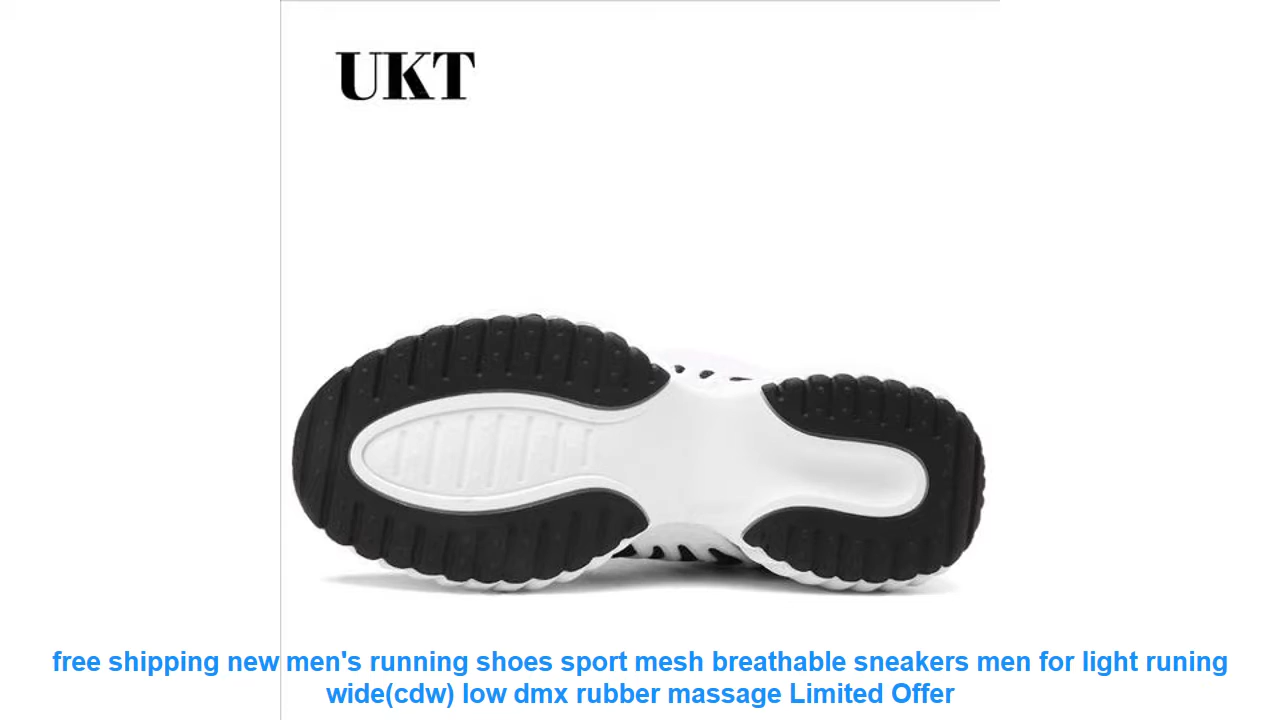 UKT
free shipping new men's running shoes sport mesh breathable sneakers men for light runing
wide(cdw) low dmx rubber massage Limited Offer